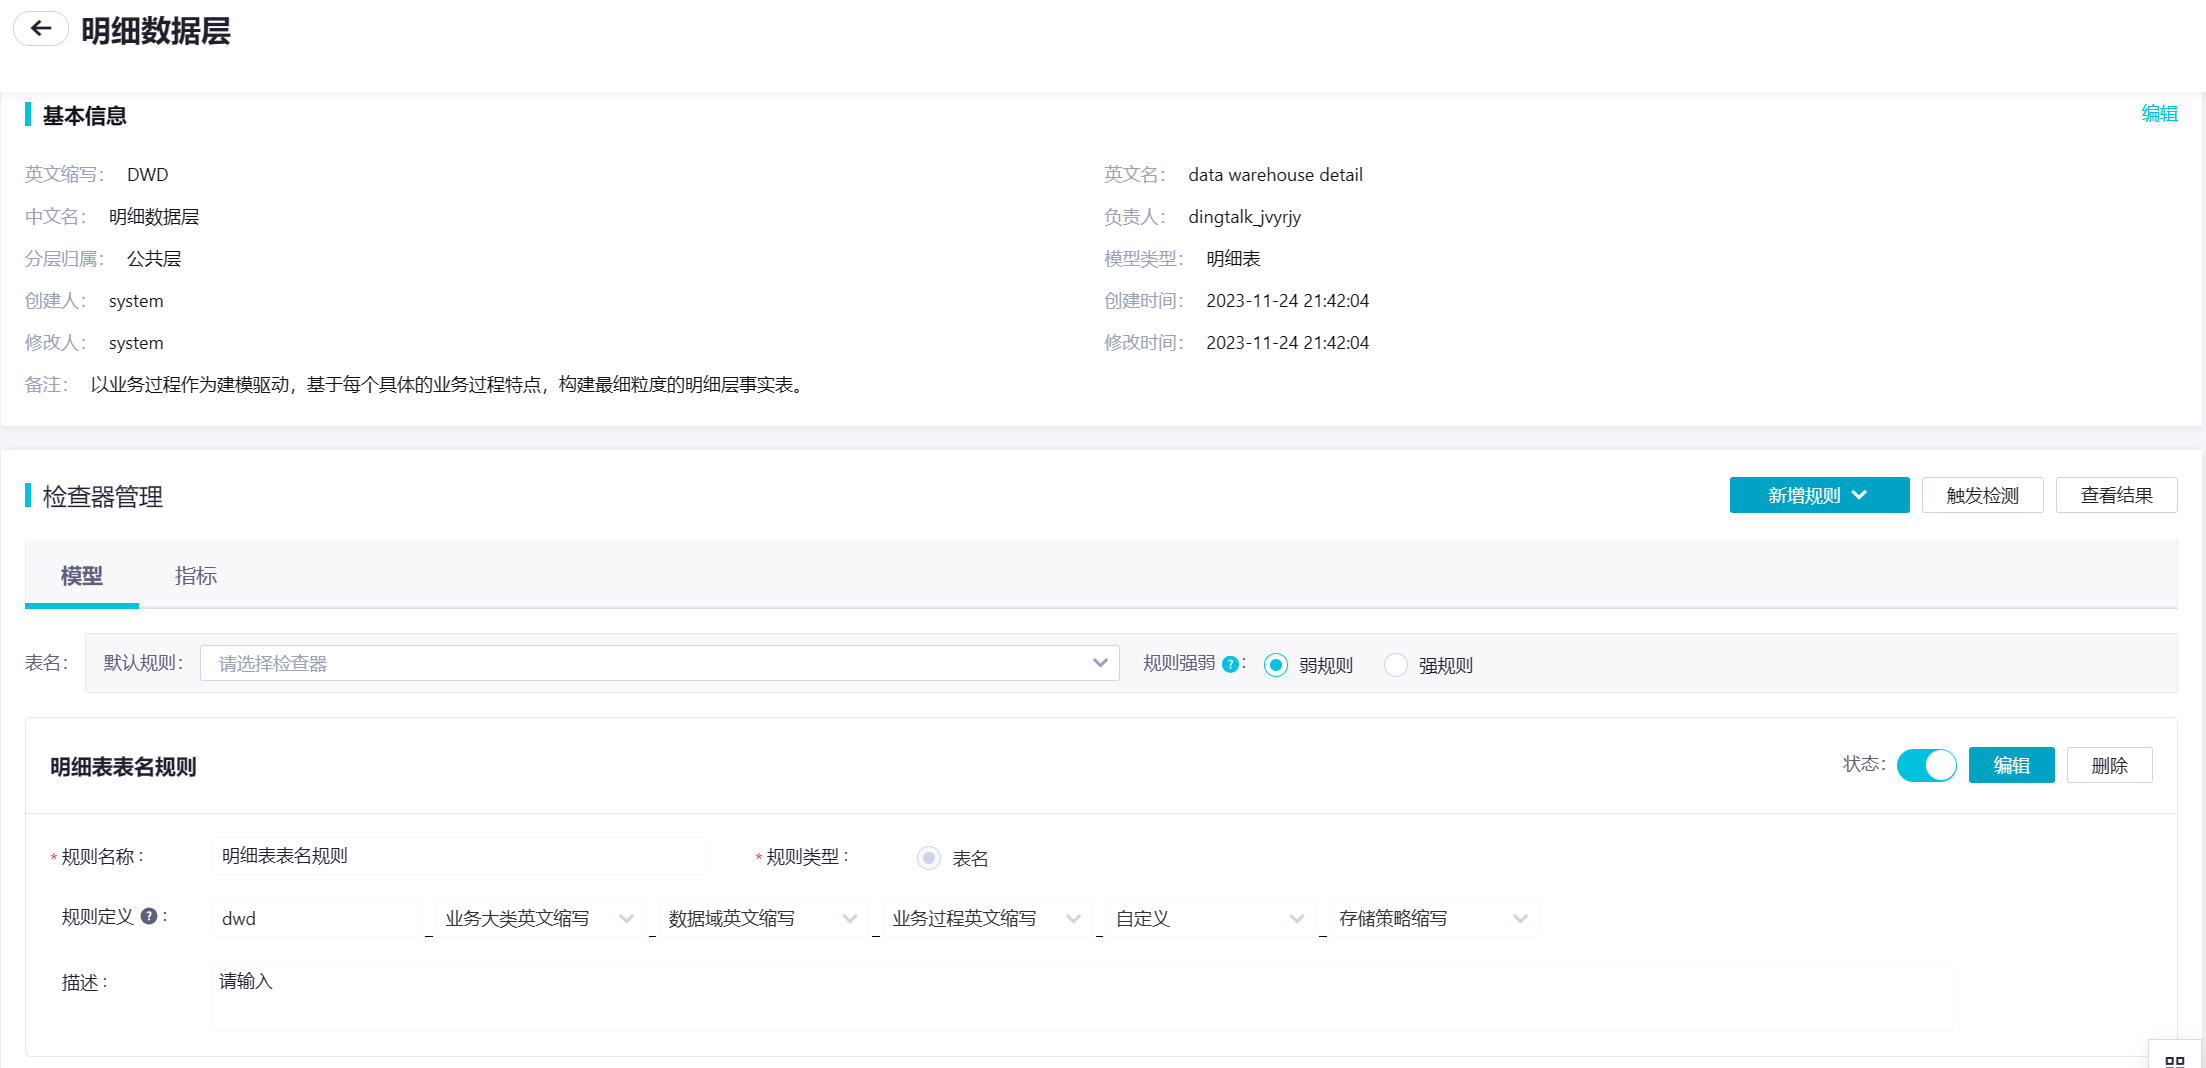 明细数据层
基本信息
编辑
英文缩写： DWD
英文名： data warehouse detail
中文名： 明细数据层
负责人： dingtalk_jvyrjy
分层归属： 公共层
模型类型： 明细表
创建人： system
创建时间： 2023-11-24 21:42:04
修改人： system
修改时间： 2023-11-24 21:42:04
备注： 以业务过程作为建模驱动，基于每个具体的业务过程特点，构建最细粒度的明细层事实表。
检查器管理
新增规则 触发检测 查看结果
模型 指标
表名： 默认规则： 请选择检查器 规则强弱 ?： 弱规则 强规则
明细表表名规则
状态： 编辑 删除
* 规则名称： 明细表表名规则 * 规则类型： 表名
规则定义 ?： dwd _ 业务大类英文缩写 _ 数据域英文缩写 _ 业务过程英文缩写 _ 自定义 _ 存储策略缩写
描述： 请输入